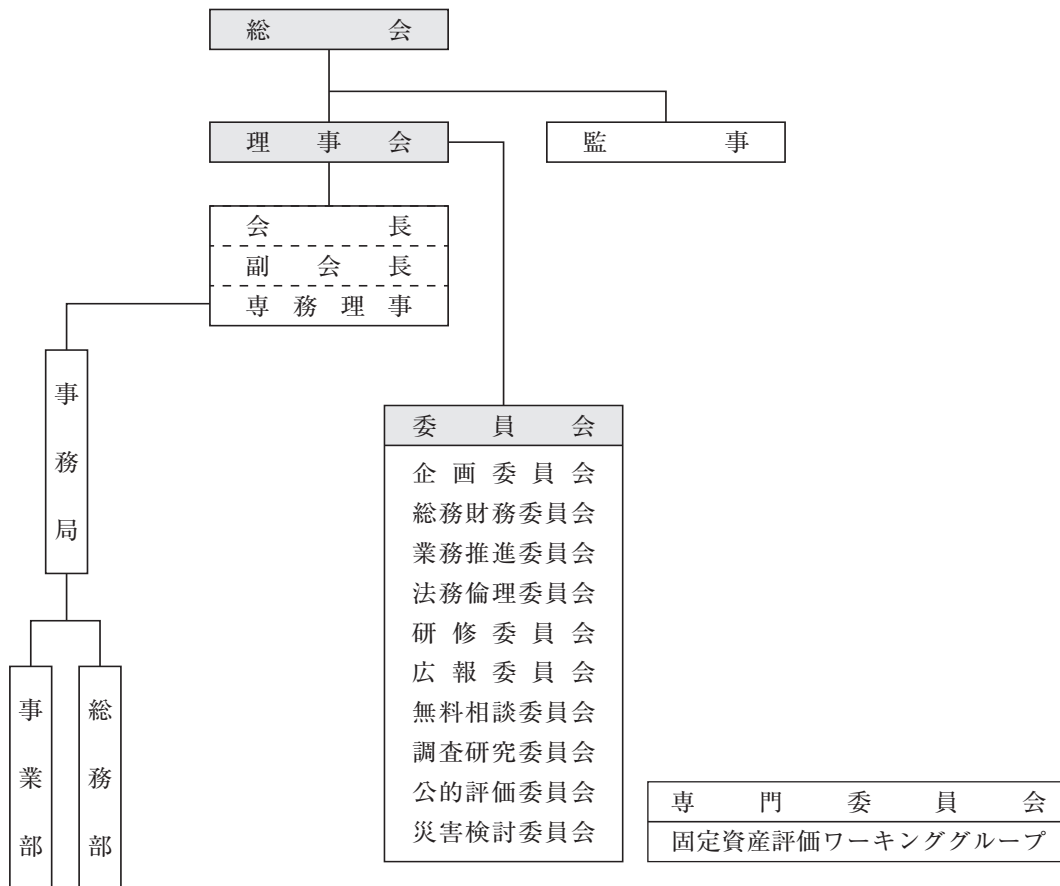 総会
理事会
監事
会長
副会長
専務理事
事務局
事業部
総務部
委員会
企画委員会
総務財務委員会
業務推進委員会
法務倫理委員会
研修委員会
広報委員会
無料相談委員会
調査研究委員会
公的評価委員会
災害検討委員会
専門委員会
固定資産評価ワーキンググループ